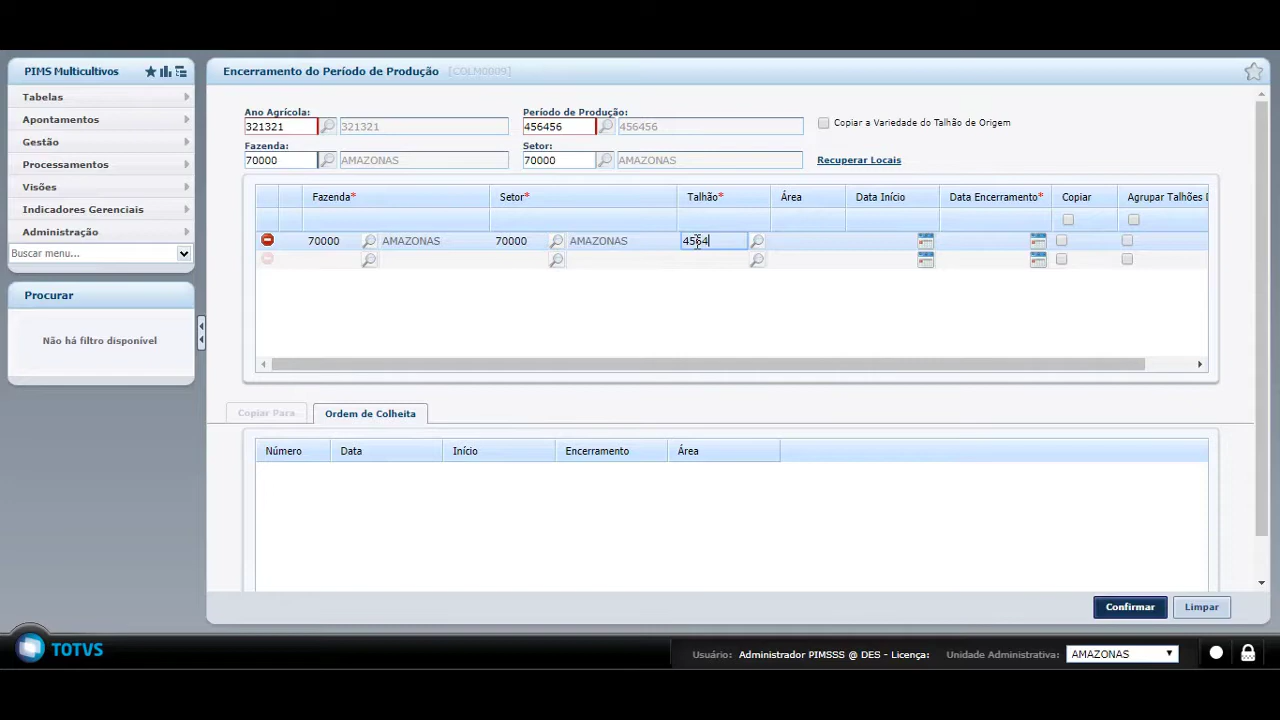 PIMS Multicultivos
Encerramento do Período de Produção [COLM0009]
Tabelas
Apontamentos
Gestão
Processamentos
Visões
Indicadores Gerenciais
Administração
Buscar menu...
Procurar
Não há filtro disponível
Ano Agrícola: Período de Produção:
321321 321321 456456 456456 Copiar a Variedade do Talhão de Origem
Fazenda: Setor:
70000 AMAZONAS 70000 AMAZONAS Recuperar Locais
Fazenda* Setor* Talhão* Área Data Início Data Encerramento* Copiar Agrupar Talhões D
70000 AMAZONAS 70000 AMAZONAS 4564
Copiar Para Ordem de Colheita
Número Data Início Encerramento Área
Confirmar Limpar
TOTVS
Usuário: Administrador PIMSSS @ DES - Licença: Unidade Administrativa: AMAZONAS